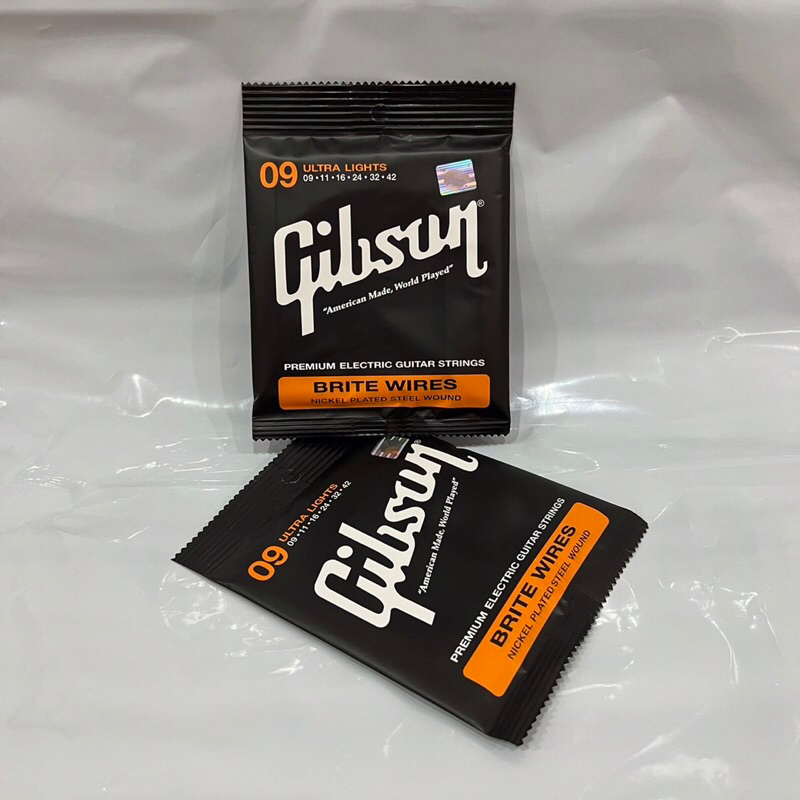 09 ULTRA LIGHTS
09•11•16•24•32•42
Gibson®
"American Made, World Played"
PREMIUM ELECTRIC GUITAR STRINGS
BRITE WIRES
NICKEL PLATED STEEL WOUND
09 ULTRA LIGHTS
09•11•16•24•32•42
Gibson®
"American Made, World Played"
PREMIUM ELECTRIC GUITAR STRINGS
BRITE WIRES
NICKEL PLATED STEEL WOUND